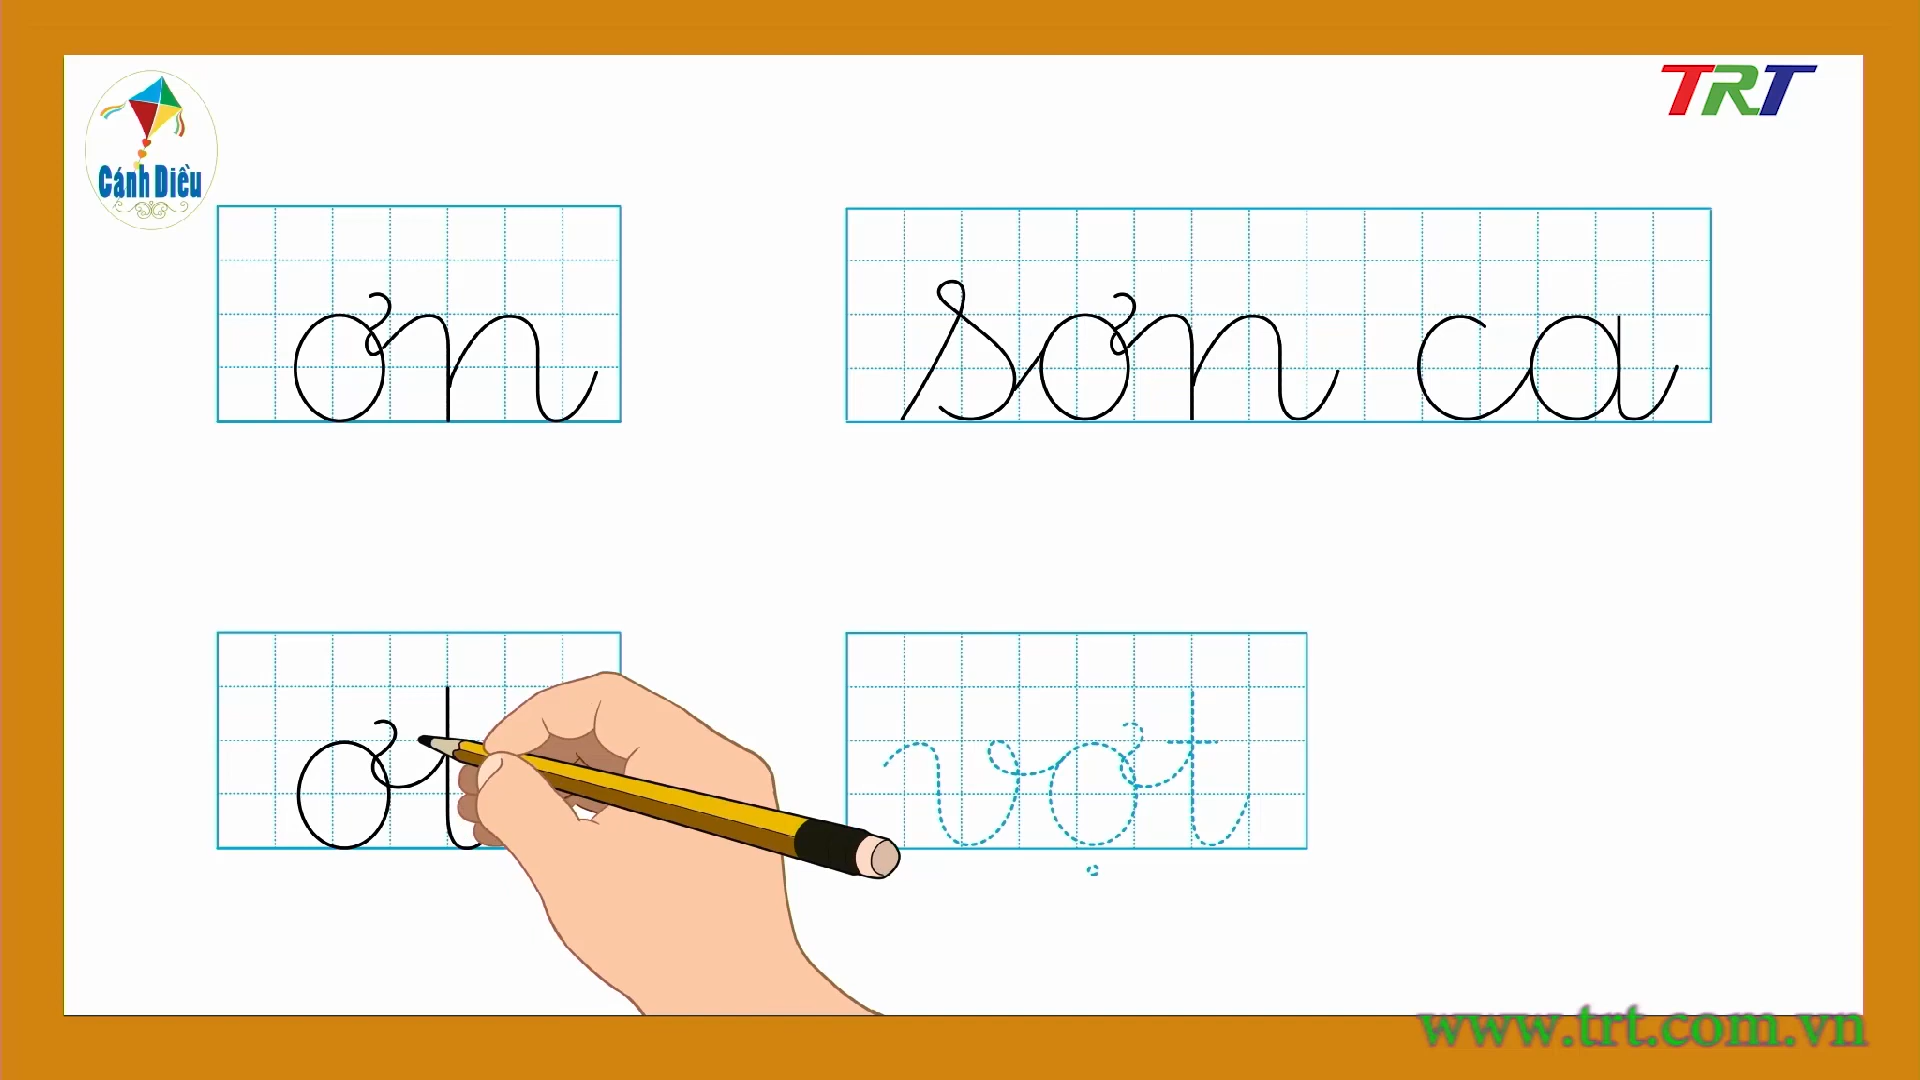 Cánh Diều
TRT
ơn
sơn ca
ơt
vợt
www.trt.com.vn